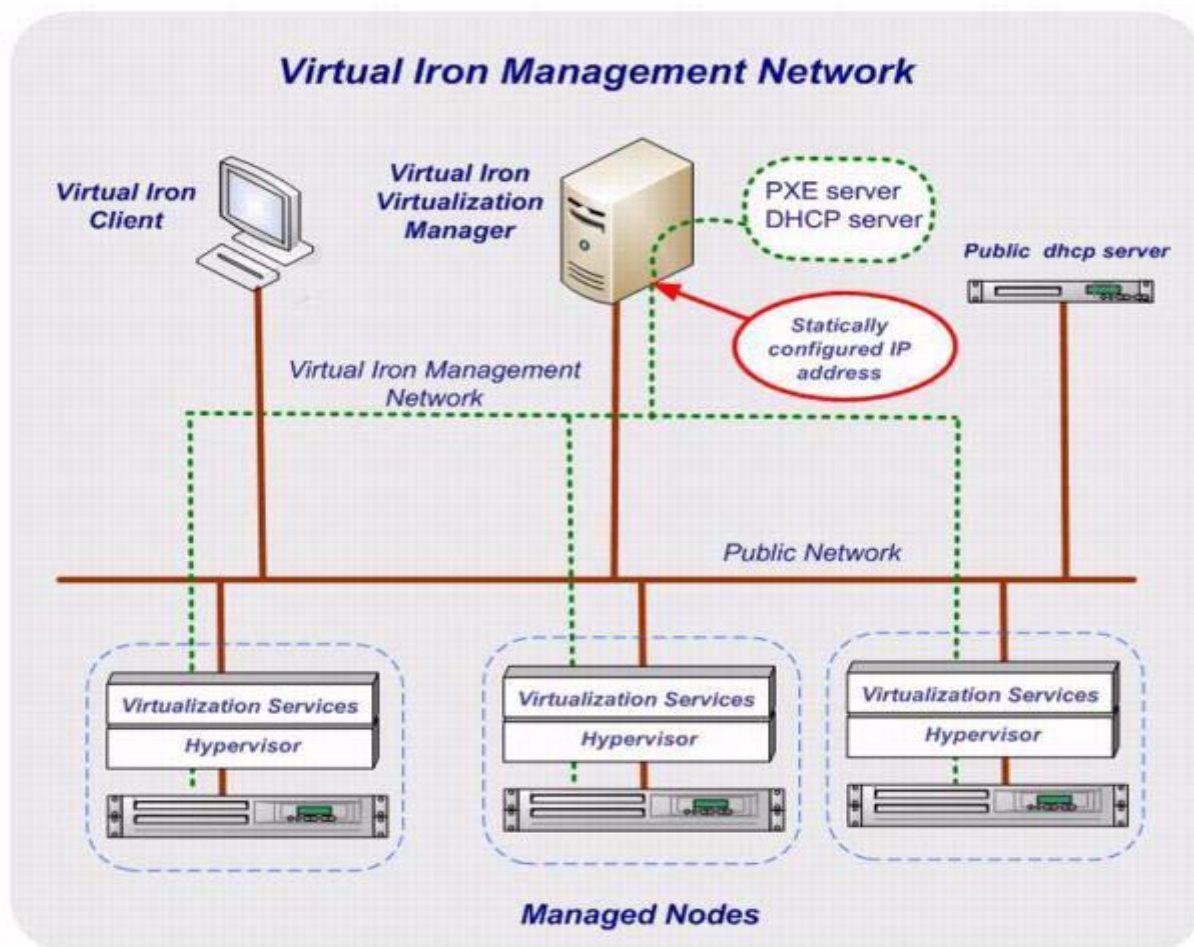 Virtual Iron Management Network
Virtual Iron
Client
Virtual Iron
Virtualization
Manager
PXE server
DHCP server
Public dhcp server
Statically
configured IP
address
Virtual Iron Management
Network
Public Network
Virtualization Services
Hypervisor
Virtualization Services
Hypervisor
Virtualization Services
Hypervisor
Managed Nodes